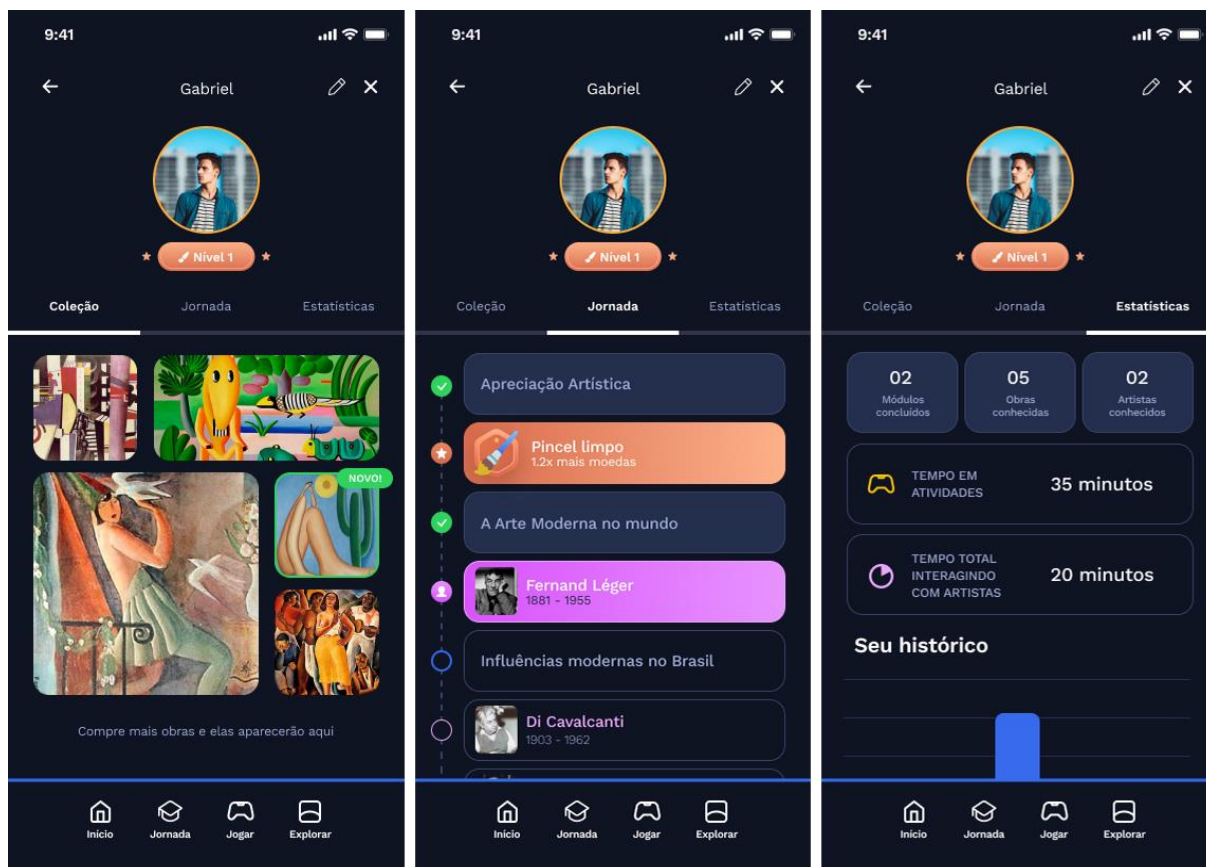 9:41
Gabriel
Nível 1
Coleção Jornada Estatísticas
NOVO!
Compre mais obras e elas aparecerão aqui
Início Jornada Jogar Explorar
9:41
Gabriel
Nível 1
Coleção Jornada Estatísticas
Apreciação Artística
Pincel limpo
1.2x mais moedas
A Arte Moderna no mundo
Fernand Léger
1881 - 1955
Influências modernas no Brasil
Di Cavalcanti
1903 - 1962
Início Jornada Jogar Explorar
9:41
Gabriel
Nível 1
Coleção Jornada Estatísticas
02 05 02
Módulos Obras Artistas
concluídos conhecidas conhecidos
TEMPO EM
ATIVIDADES
35 minutos
TEMPO TOTAL
INTERAGINDO
COM ARTISTAS
20 minutos
Seu histórico
Início Jornada Jogar Explorar